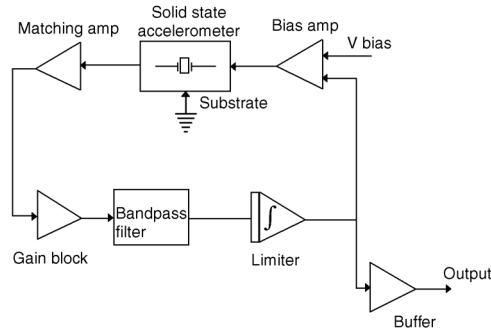 Matching amp
Solid state
accelerometer
Bias amp
V bias
Substrate
Gain block
Bandpass
filter
Limiter
Output
Buffer